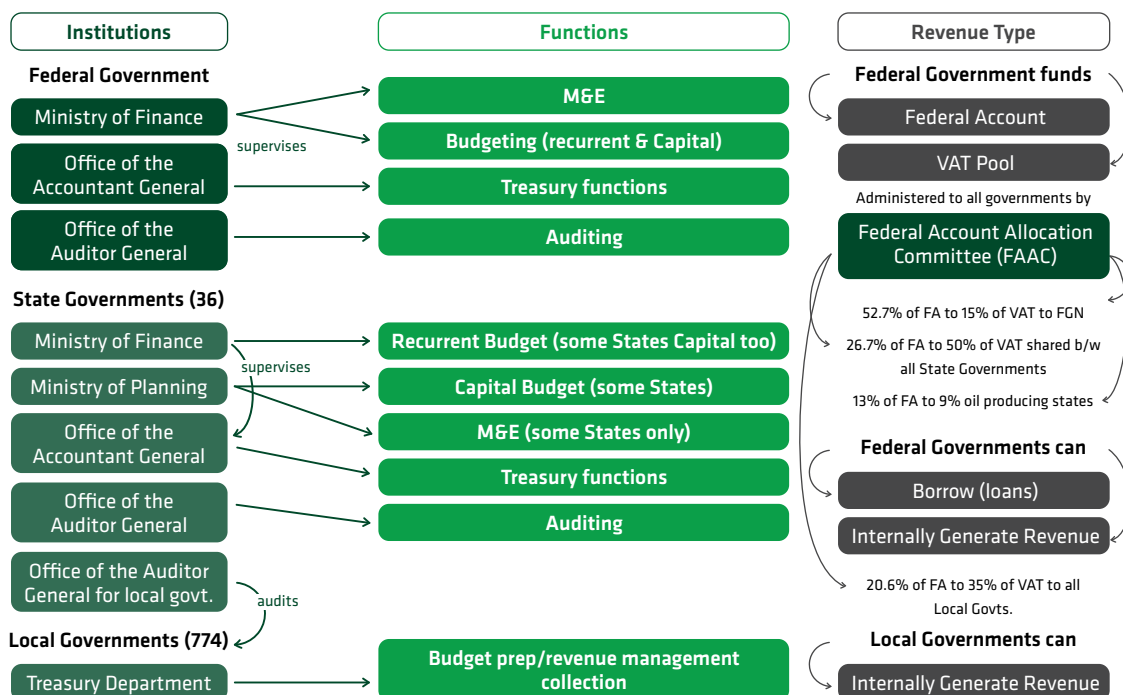 Institutions
Federal Government
Ministry of Finance
supervises
Office of the
Accountant General
Office of the
Auditor General
State Governments (36)
Ministry of Finance
supervises
Ministry of Planning
Office of the
Accountant General
Office of the
Auditor General
Office of the Auditor
General for local govt.
audits
Local Governments (774)
Treasury Department
Functions
M&E
Budgeting (recurrent & Capital)
Treasury functions
Auditing
Recurrent Budget (some States Capital too)
Capital Budget (some States)
M&E (some States only)
Treasury functions
Auditing
Budget prep/revenue management
collection
Revenue Type
Federal Government funds
Federal Account
VAT Pool
Administered to all governments by
Federal Account Allocation
Committee (FAAC)
52.7% of FA to 15% of VAT to FGN
26.7% of FA to 50% of VAT shared b/w
all State Governments
13% of FA to 9% oil producing states
Federal Governments can
Borrow (loans)
Internally Generate Revenue
20.6% of FA to 35% of VAT to all
Local Govts.
Local Governments can
Internally Generate Revenue